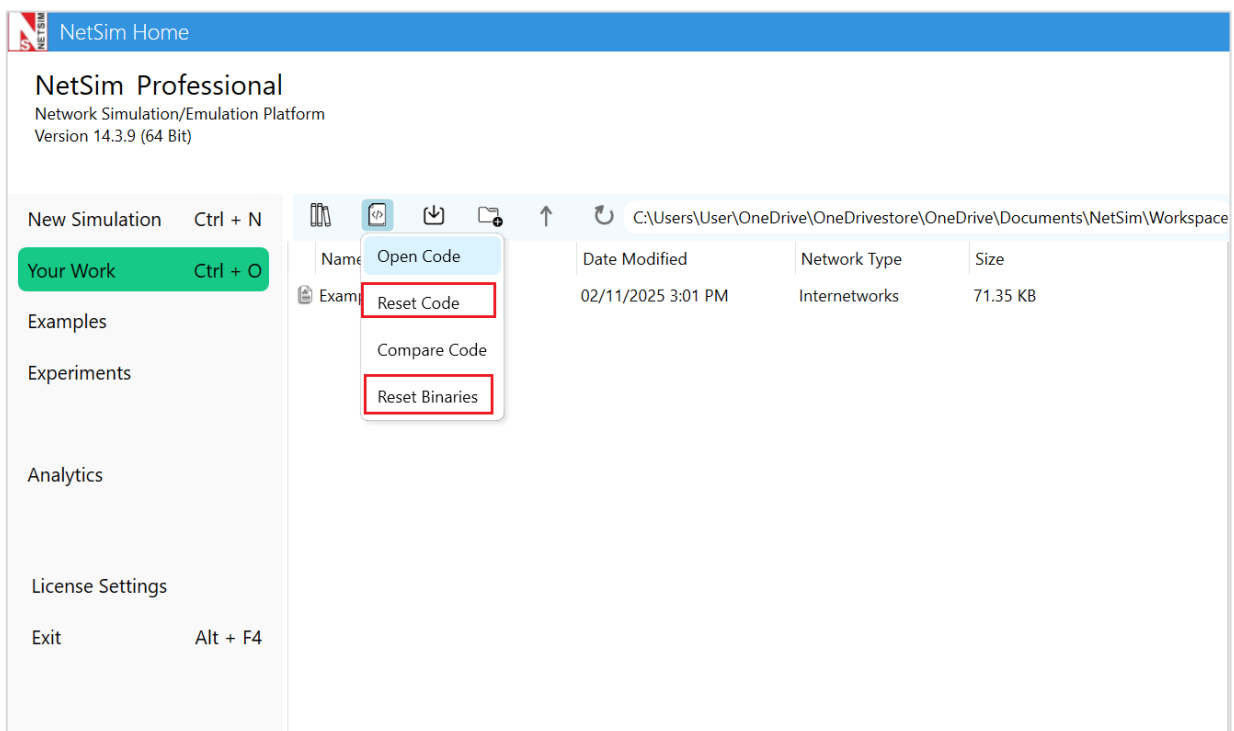 NETSIM
NetSim Home
NetSim Professional
Network Simulation/Emulation Platform
Version 14.3.9 (64 Bit)
New Simulation Ctrl + N
Your Work Ctrl + O
Examples
Experiments
Analytics
License Settings
Exit Alt + F4
C:\Users\User\OneDrive\OneDrivestore\OneDrive\Documents\NetSim\Workspace
Name Date Modified Network Type Size
02/11/2025 3:01 PM Internetworks 71.35 KB
Open Code
Reset Code
Compare Code
Reset Binaries